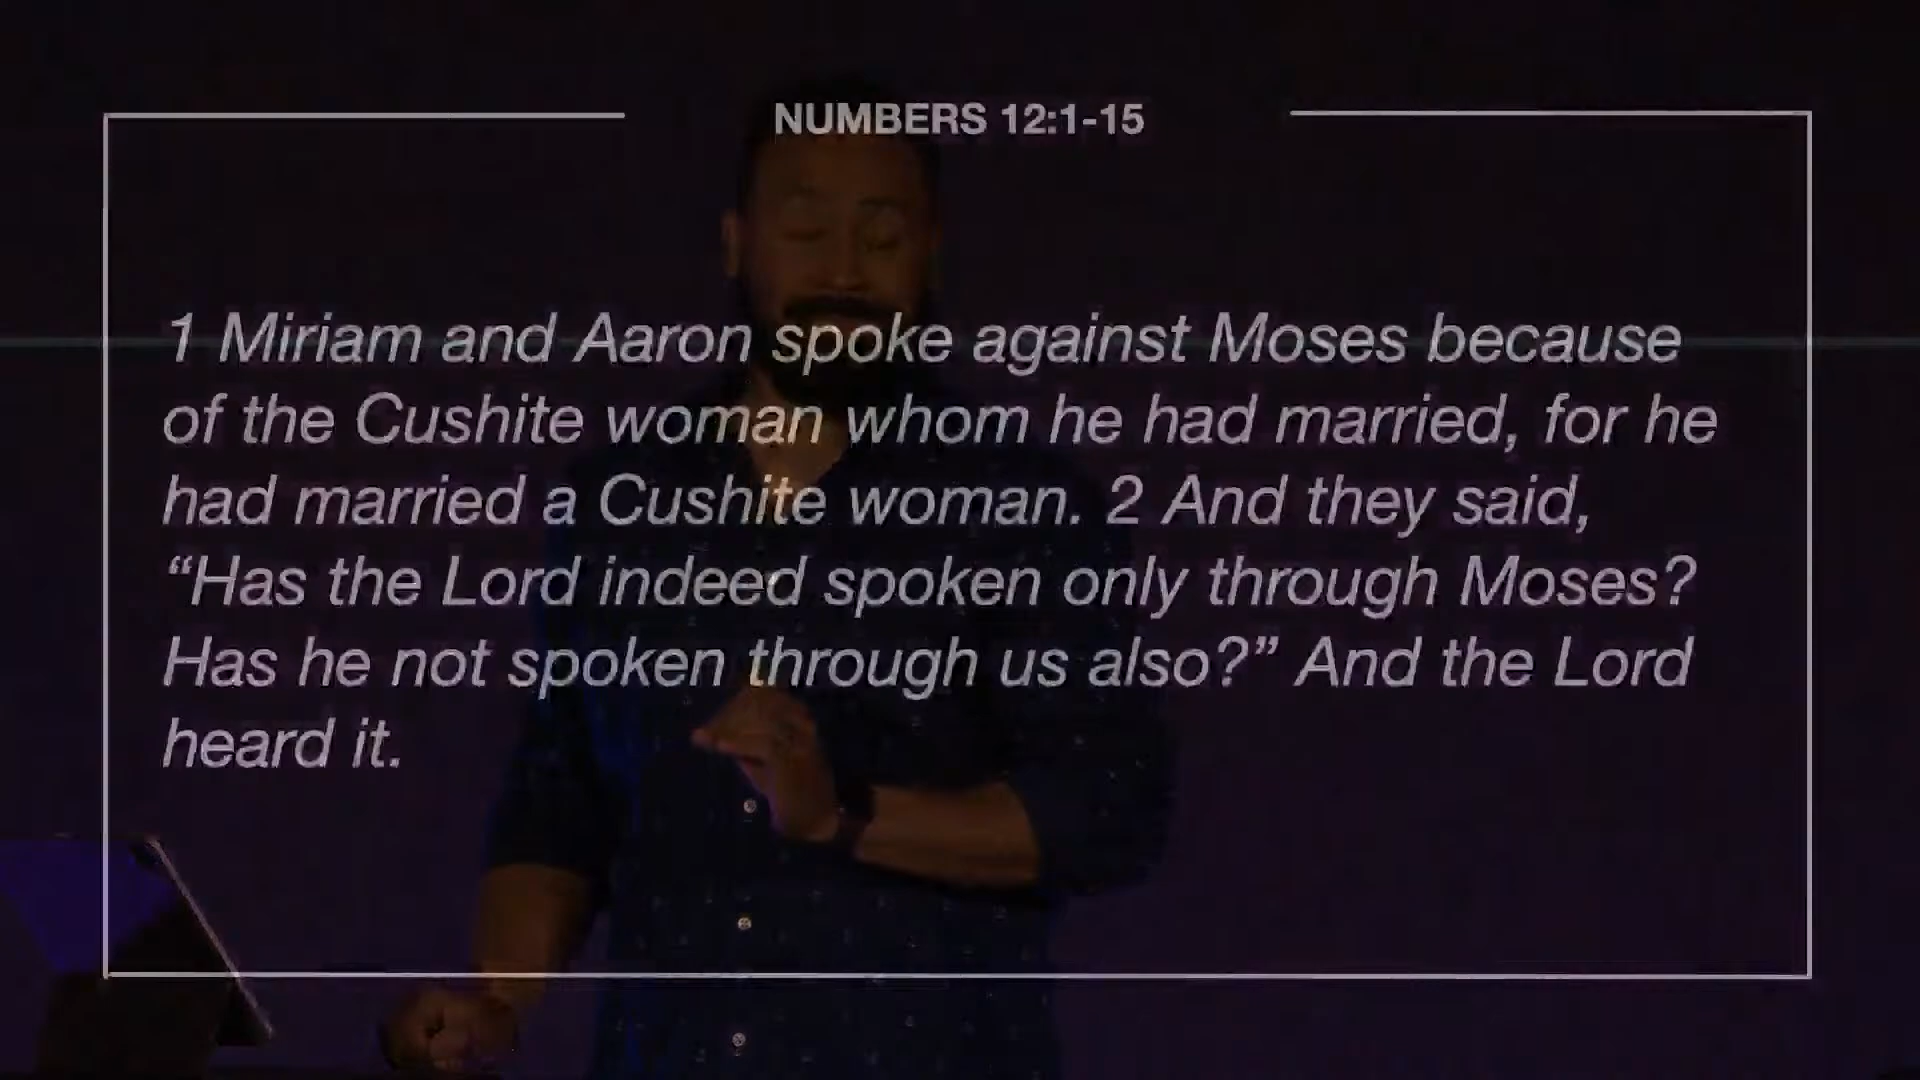 NUMBERS 12:1-15
1 Miriam and Aaron spoke against Moses because
of the Cushite woman whom he had married, for he
had married a Cushite woman. 2 And they said,
“Has the Lord indeed spoken only through Moses?
Has he not spoken through us also?” And the Lord
heard it.